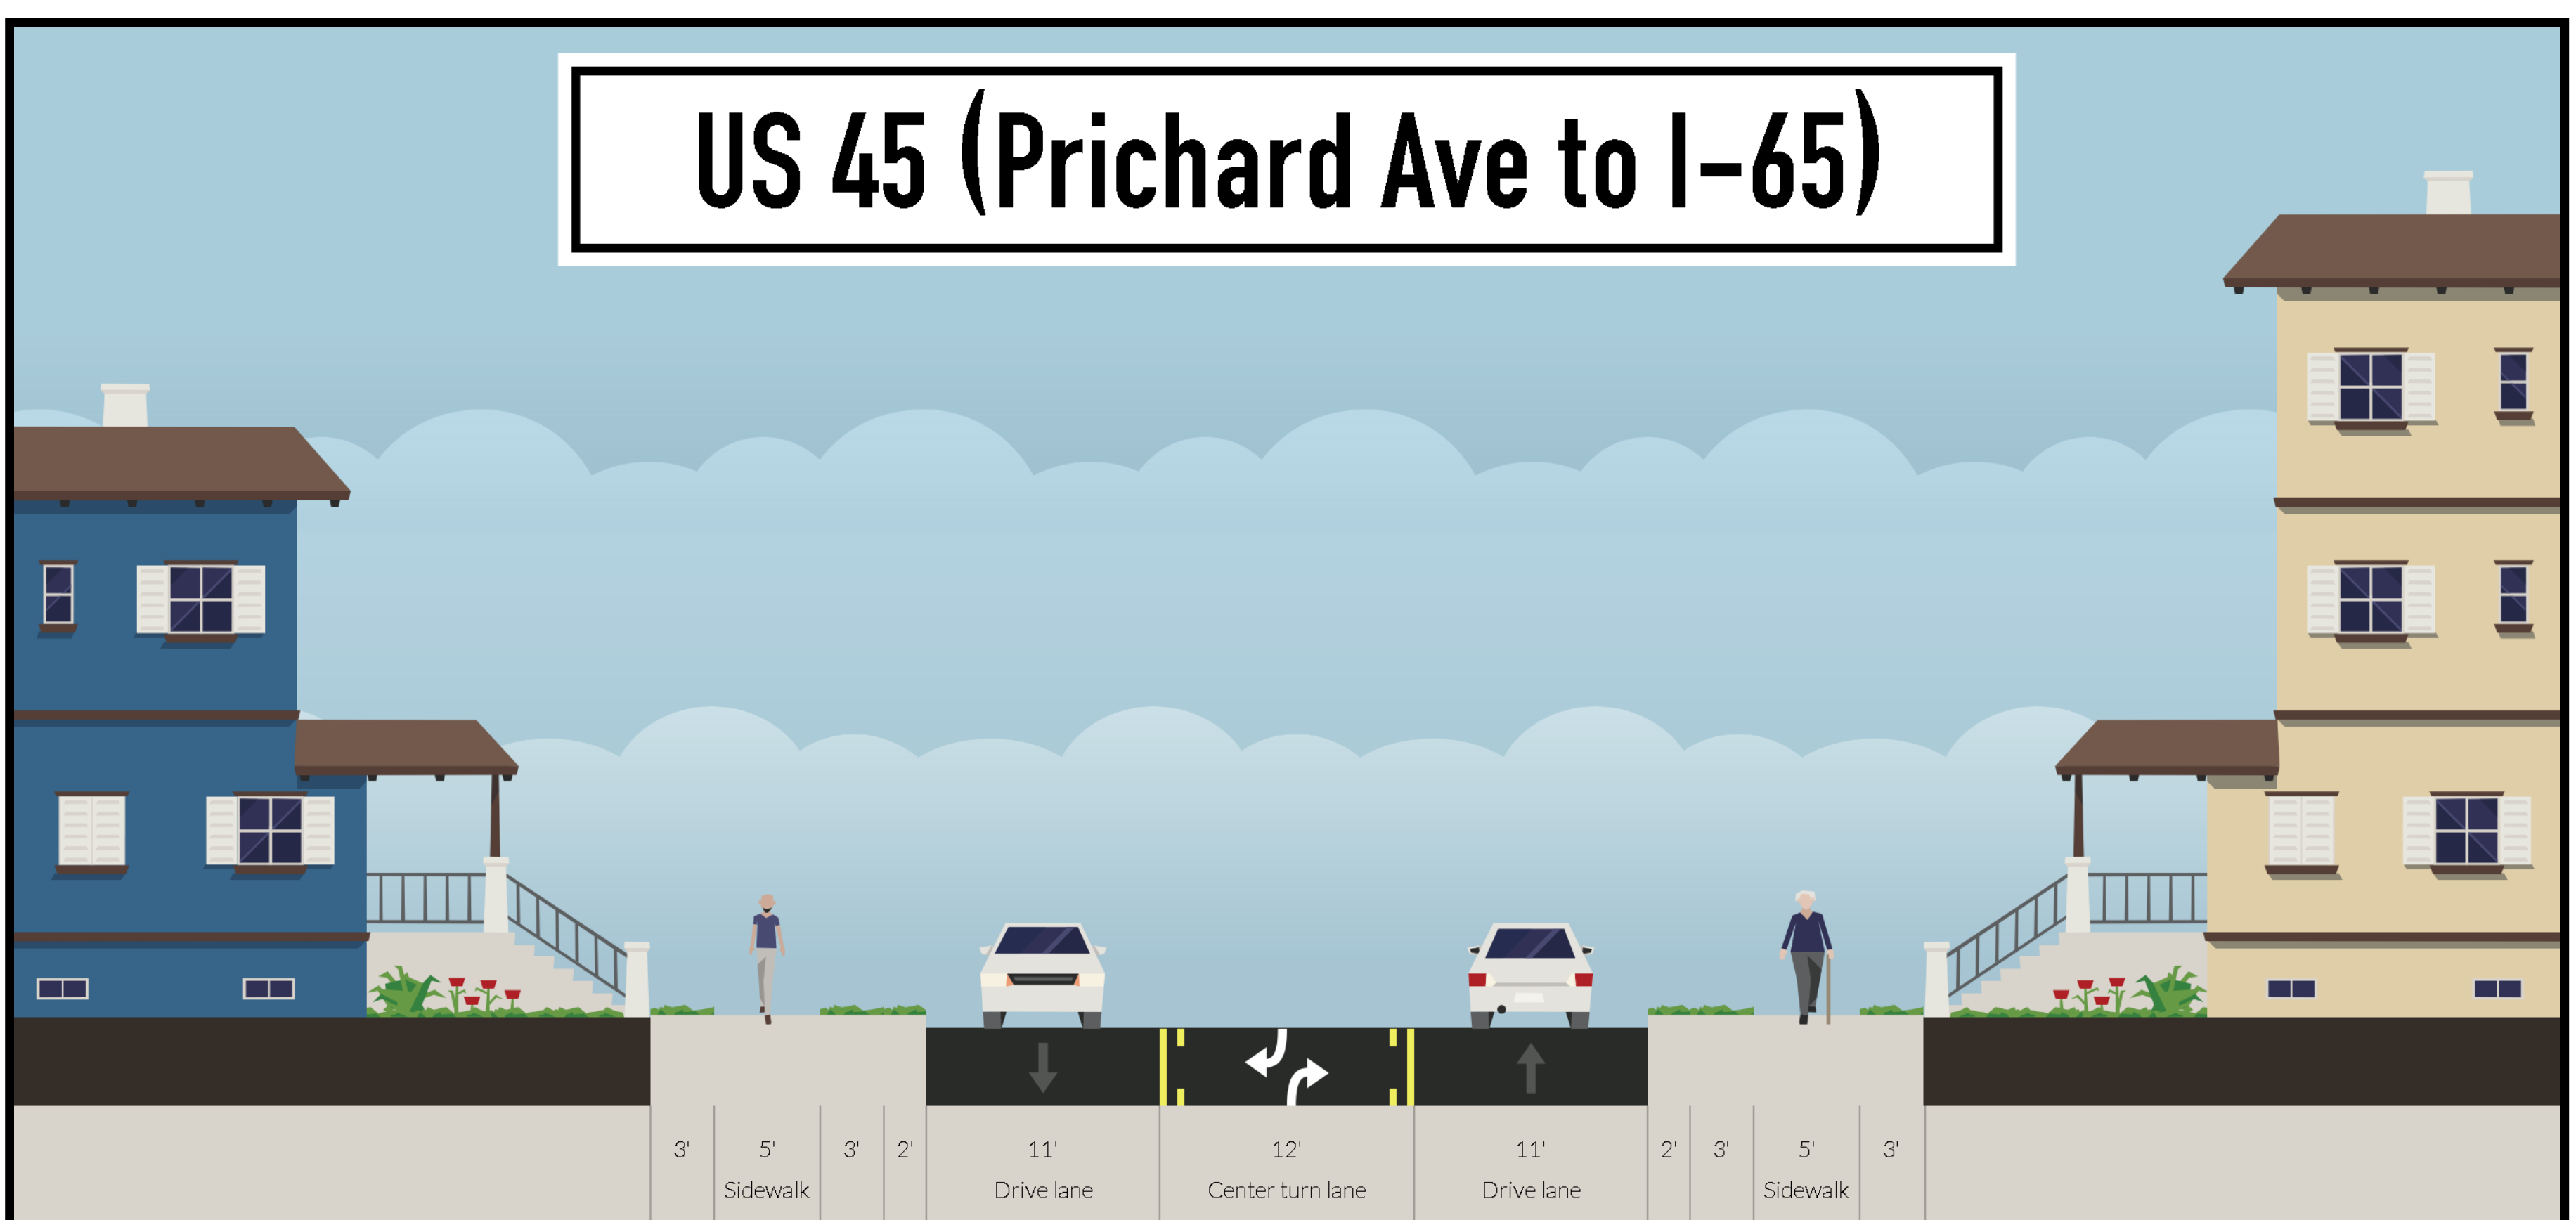 US 45 (Prichard Ave to I-65)
3' 5' 3' 2' 11' 12' 11' 2' 3' 5' 3'
Sidewalk Drive lane Center turn lane Drive lane Sidewalk